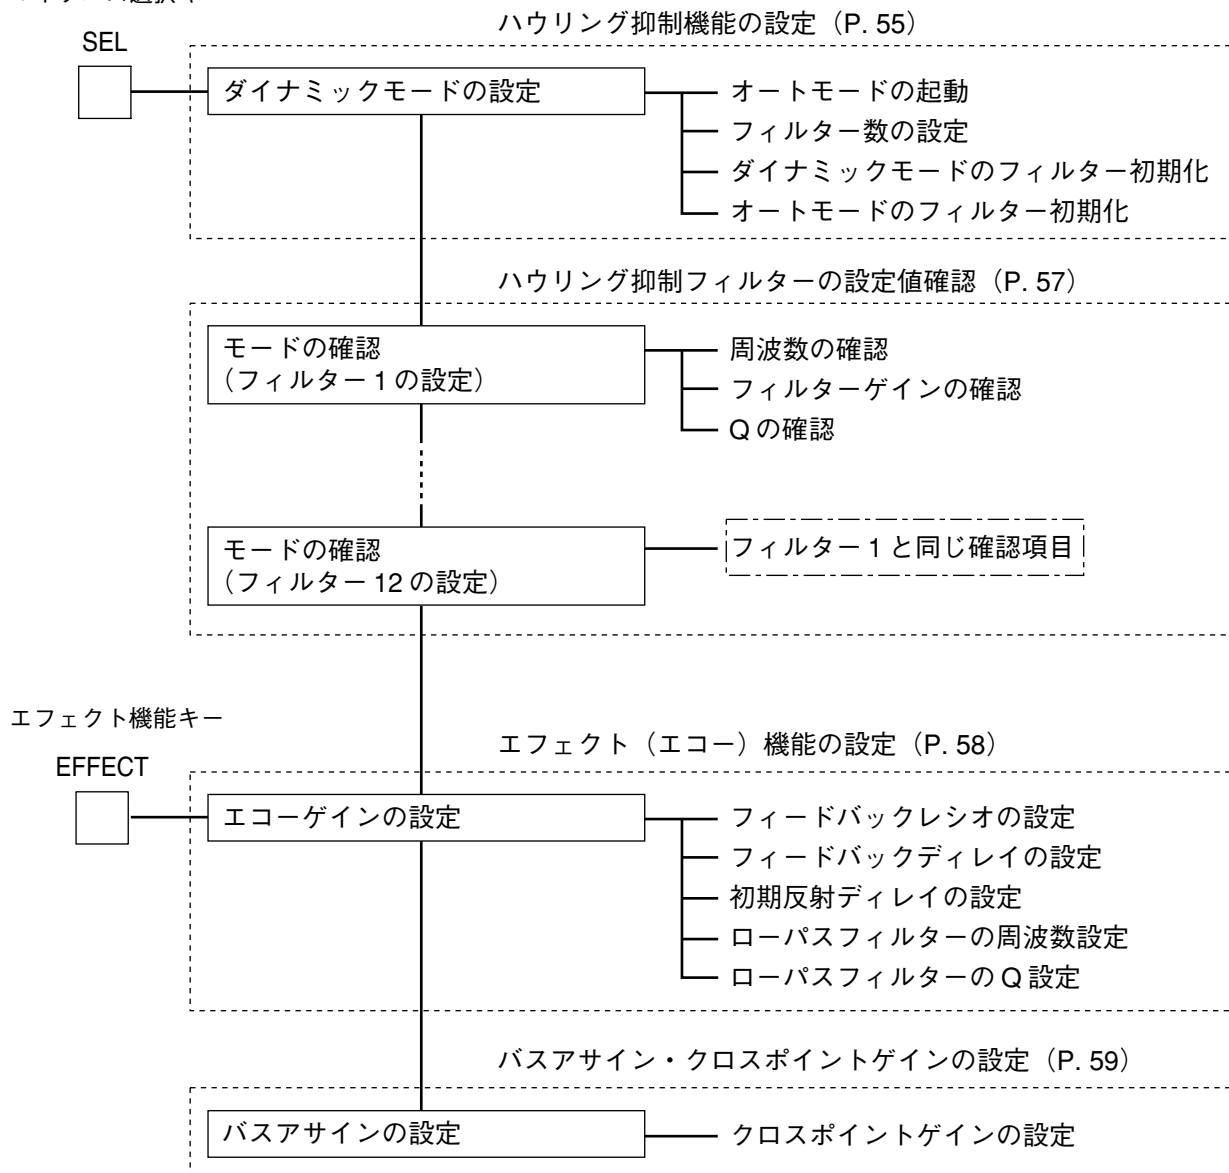 ハウリング抑制機能の設定（P. 55）
SEL
ダイナミックモードの設定
オートモードの起動
フィルター数の設定
ダイナミックモードのフィルター初期化
オートモードのフィルター初期化
ハウリング抑制フィルターの設定値確認（P. 57）
モードの確認
（フィルター 1 の設定）
周波数の確認
フィルターゲインの確認
Q の確認
モードの確認
（フィルター 12 の設定）
フィルター 1 と同じ確認項目
エフェクト機能キー
エフェクト（エコー）機能の設定（P. 58）
EFFECT
エコーゲインの設定
フィードバックレシオの設定
フィードバックディレイの設定
初期反射ディレイの設定
ローパスフィルターの周波数設定
ローパスフィルターの Q 設定
バスアサイン・クロスポイントゲインの設定（P. 59）
バスアサインの設定
クロスポイントゲインの設定